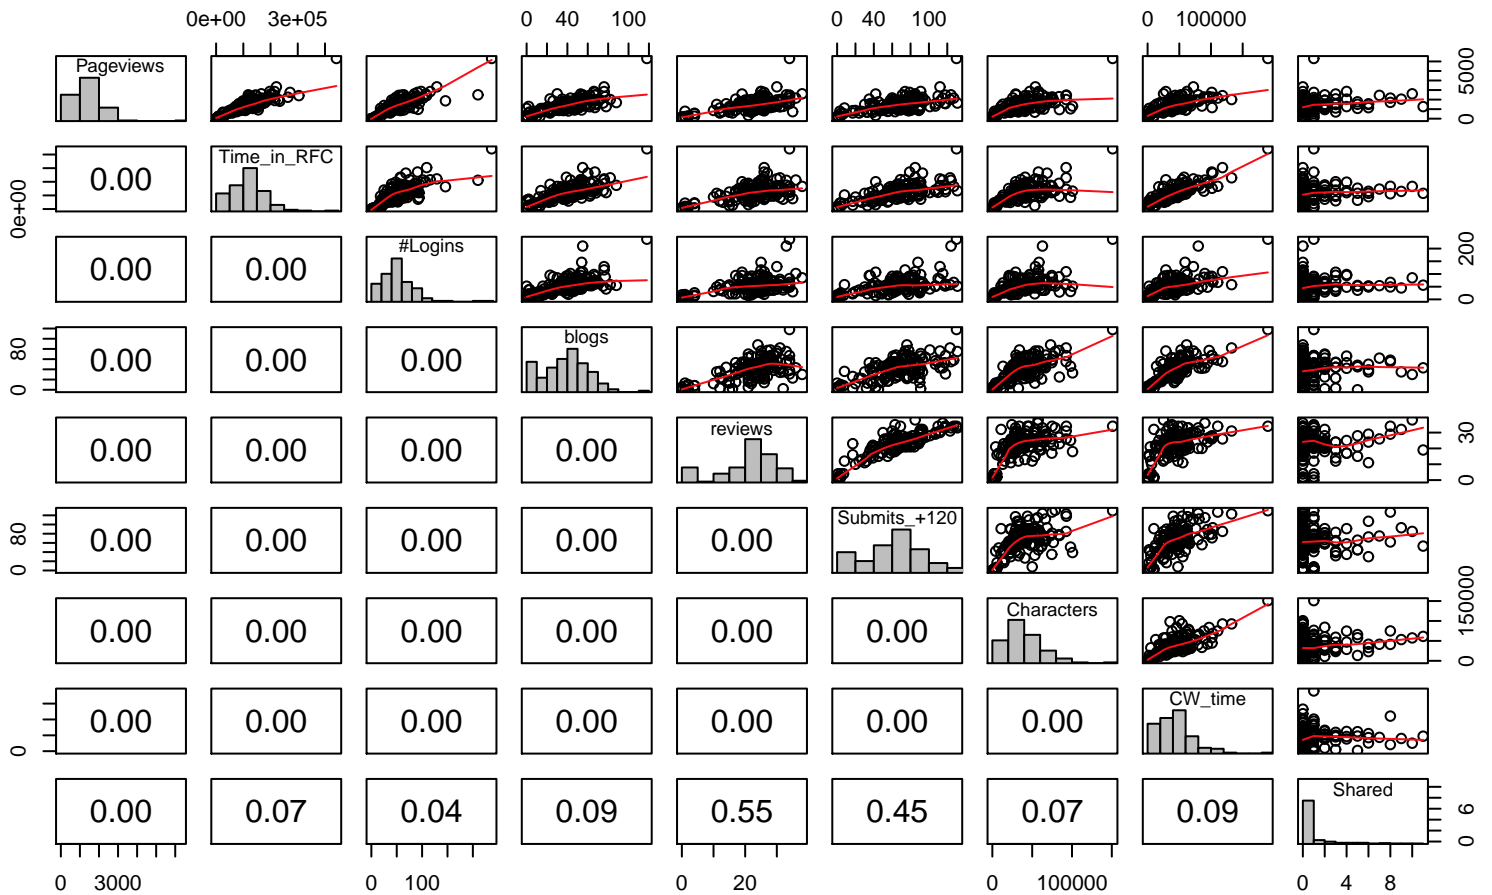 0e+00 3e+05 0 40 100 0 40 100 0 100000
Pageviews 0 5000
0e+00 0.00 Time_in_RFC
0.00 0.00 #Logins 0 200
0 80 0.00 0.00 0.00 blogs
0.00 0.00 0.00 0.00 reviews 0 30
0 80 0.00 0.00 0.00 0.00 0.00 Submits_+120
0.00 0.00 0.00 0.00 0.00 0.00 Characters 0 150000
0 0.00 0.00 0.00 0.00 0.00 0.00 0.00 CW_time
0.00 0.07 0.04 0.09 0.55 0.45 0.07 0.09 Shared 0 6
0 3000 0 100 0 20 0 100000 0 4 8